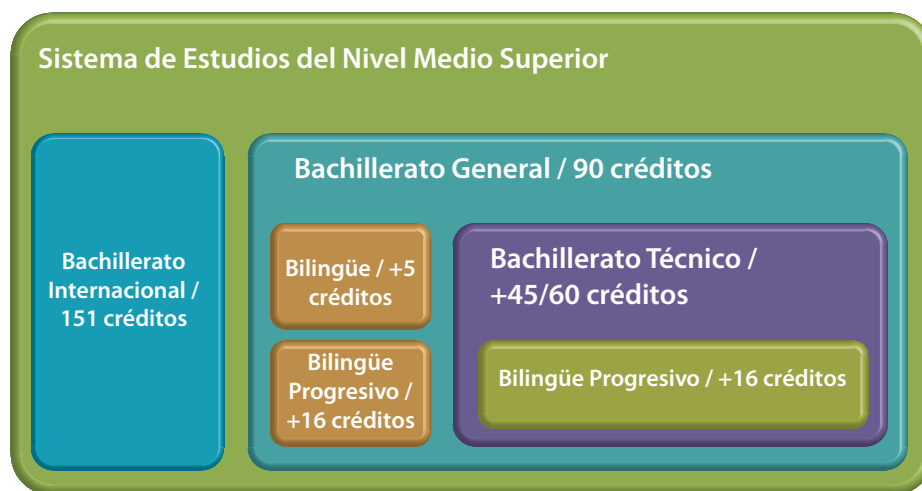 Sistema de Estudios del Nivel Medio Superior
Bachillerato
Internacional /
151 créditos
Bachillerato General / 90 créditos
Bilingüe / +5
créditos
Bilingüe
Progresivo /
+16 créditos
Bachillerato Técnico /
+45/60 créditos
Bilingüe Progresivo / +16 créditos